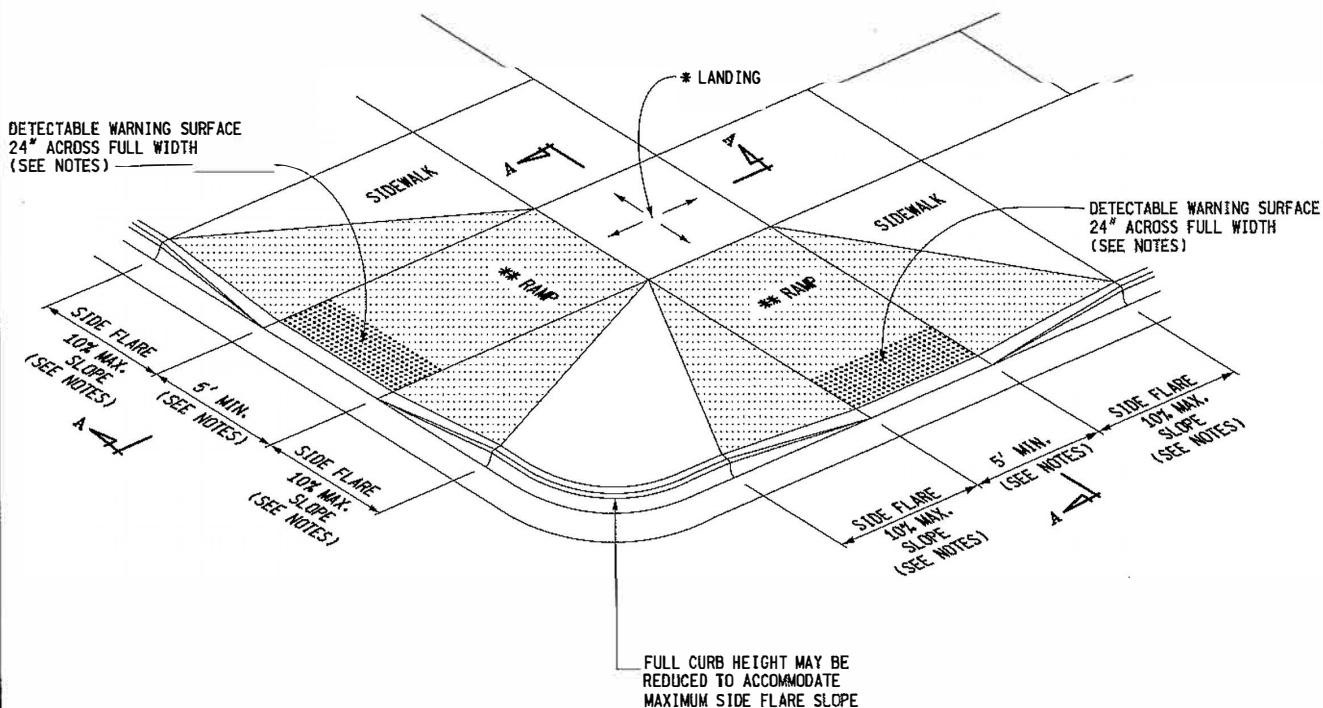 * LANDING
DETECTABLE WARNING SURFACE
24" ACROSS FULL WIDTH
(SEE NOTES)
A
A
SIDEWALK
SIDEWALK
DETECTABLE WARNING SURFACE
24" ACROSS FULL WIDTH
(SEE NOTES)
** RAMP
** RAMP
SIDE FLARE
10% MAX.
SLOPE
(SEE NOTES)
5' MIN.
(SEE NOTES)
A
SIDE FLARE
10% MAX.
SLOPE
(SEE NOTES)
SIDE FLARE
10% MAX.
SLOPE
(SEE NOTES)
5' MIN.
(SEE NOTES)
A
SIDE FLARE
10% MAX.
SLOPE
(SEE NOTES)
FULL CURB HEIGHT MAY BE
REDUCED TO ACCOMMODATE
MAXIMUM SIDE FLARE SLOPE